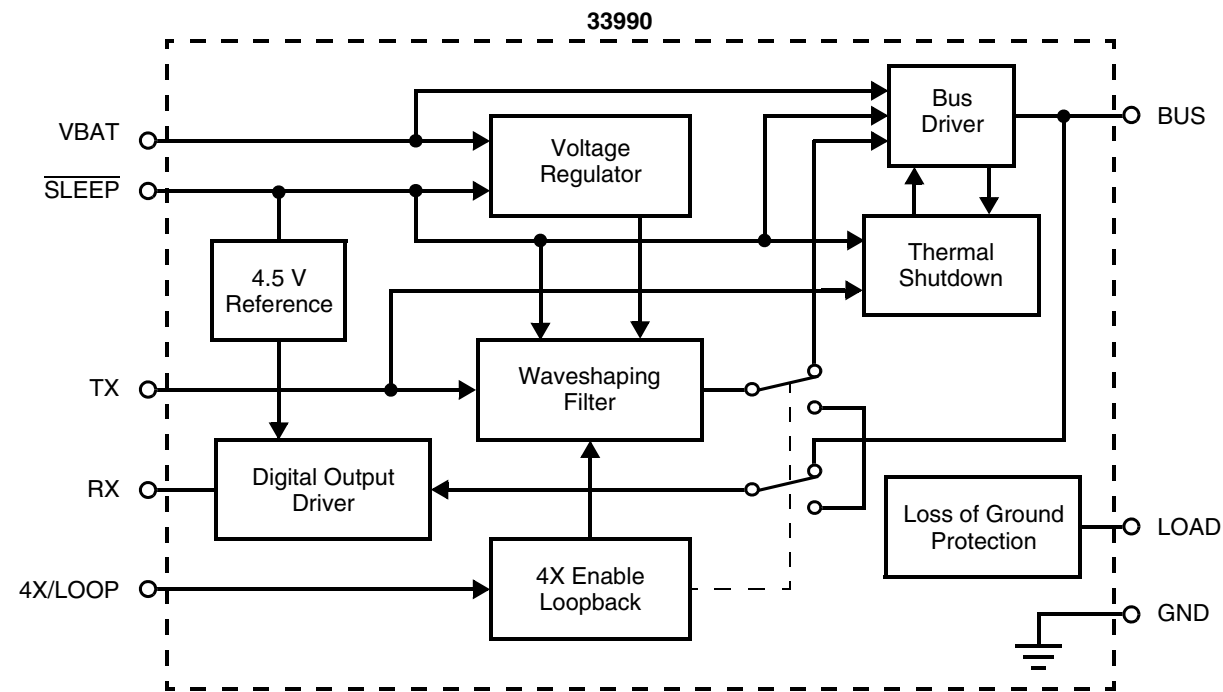 33990
VBAT
SLEEP
TX
RX
4X/LOOP
Voltage
Regulator
4.5 V
Reference
Waveshaping
Filter
Digital Output
Driver
4X Enable
Loopback
Bus
Driver
Thermal
Shutdown
Loss of Ground
Protection
BUS
LOAD
GND